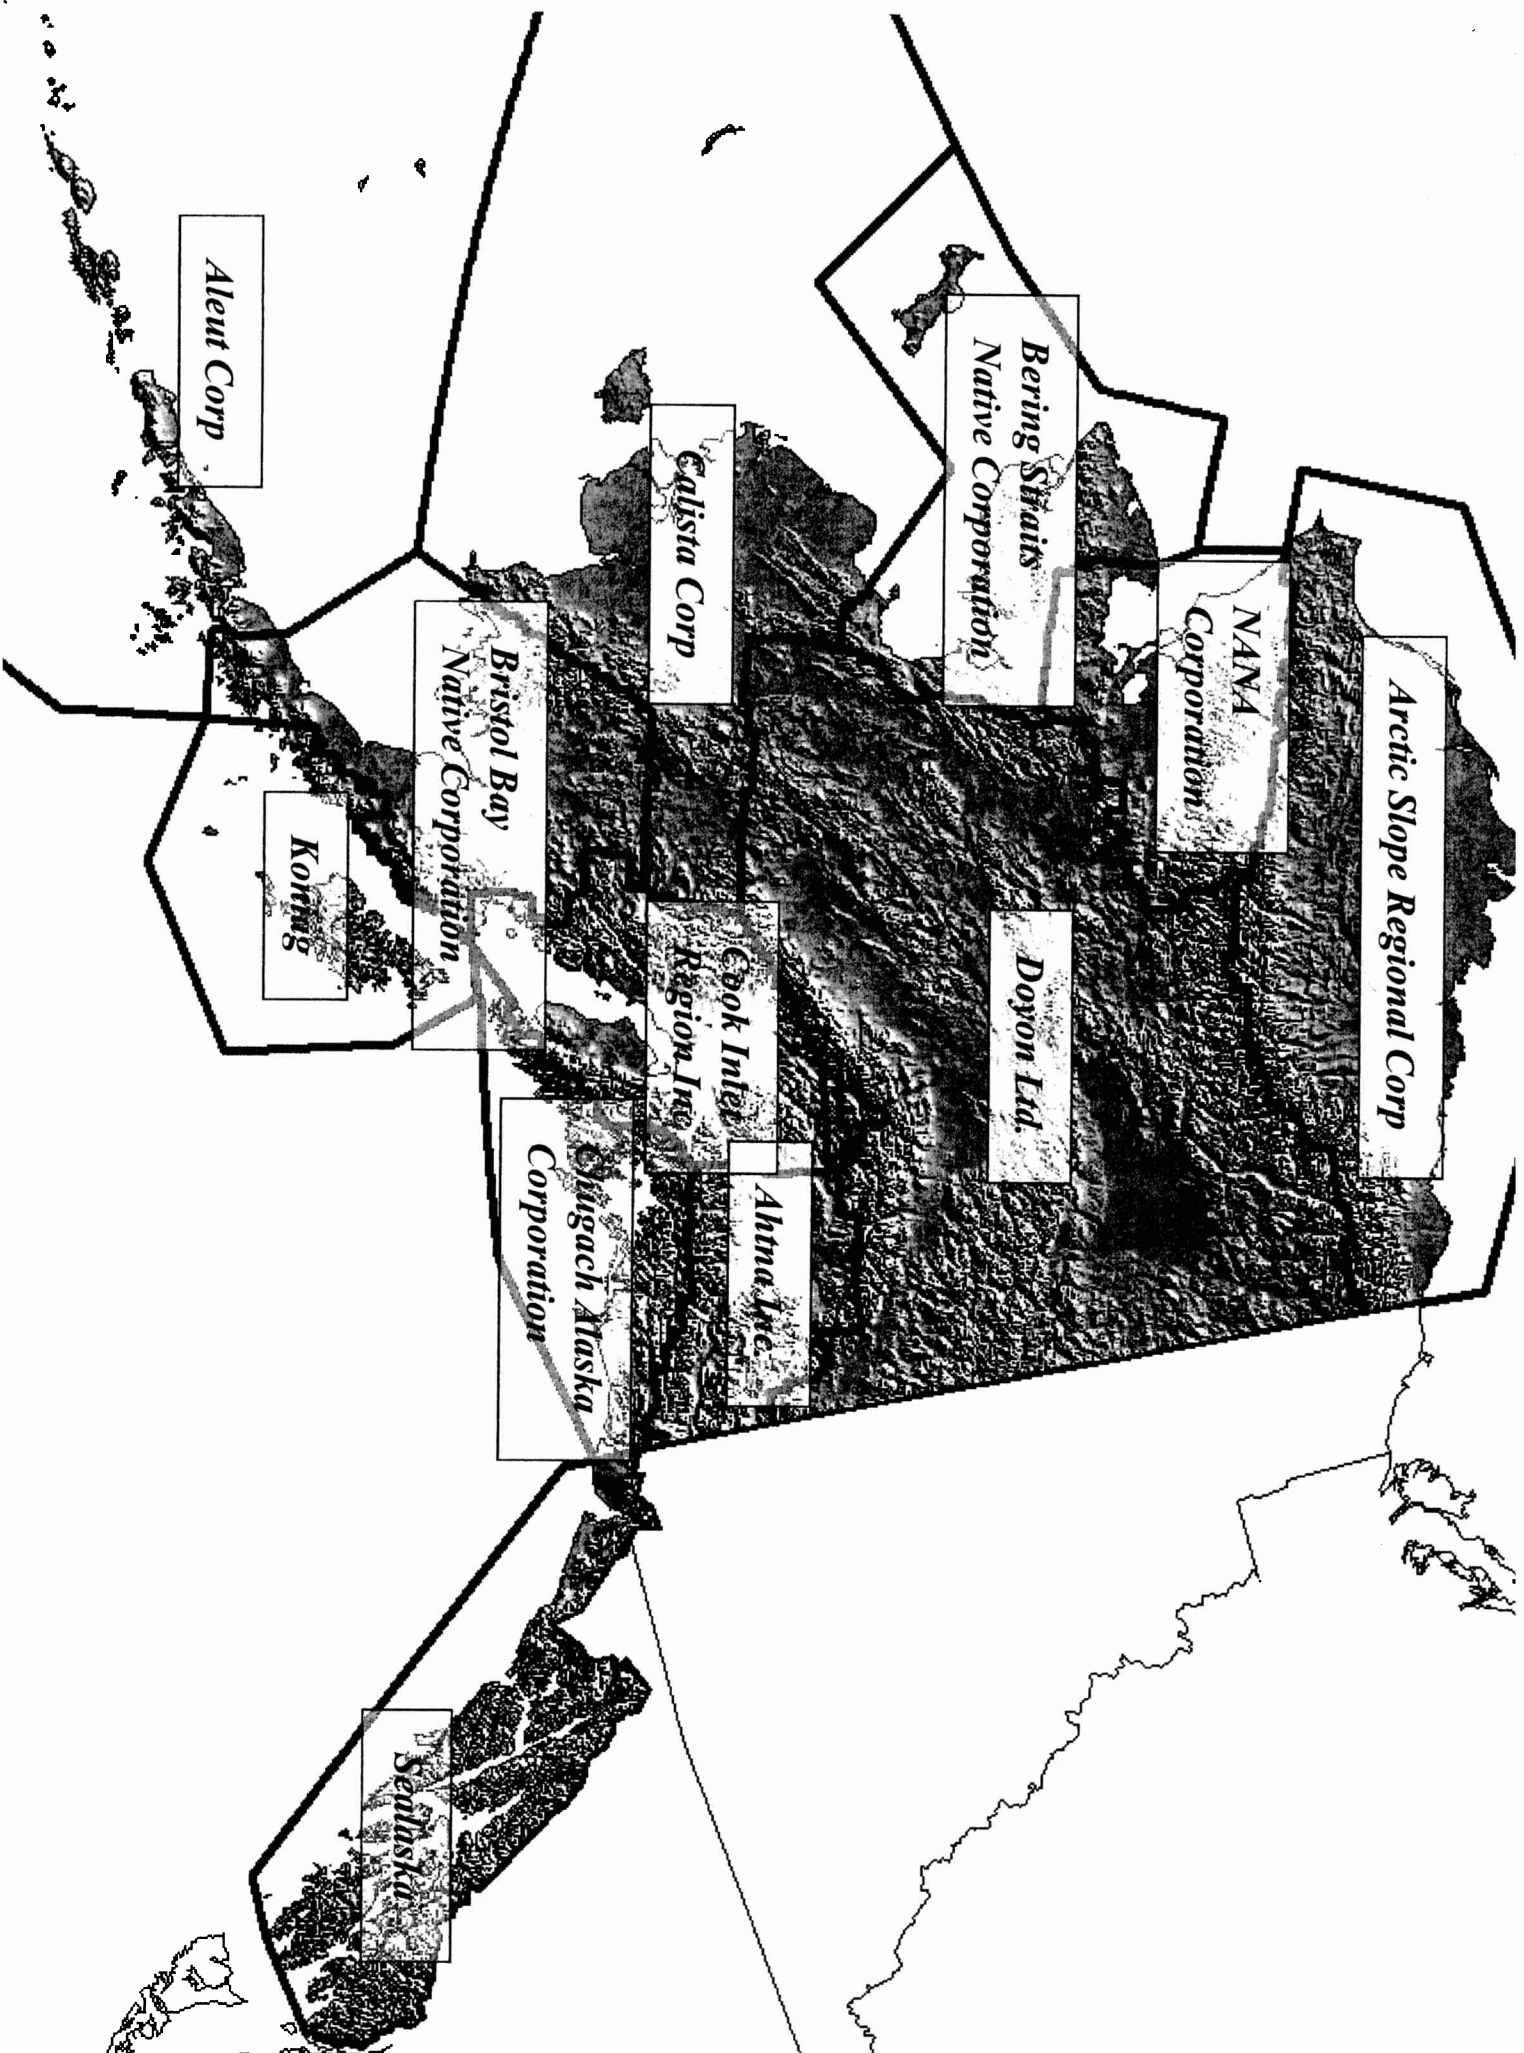 Arctic Slope Regional Corp
NANA
Corporation
Bering Straits
Native Corporation
Doyon Ltd.
Calista Corp
Cook Inlet
Region Inc
Ahtna Inc.
Bristol Bay
Native Corporation
Chugach Alaska
Corporation
Koniag
Aleut Corp
Sealaska